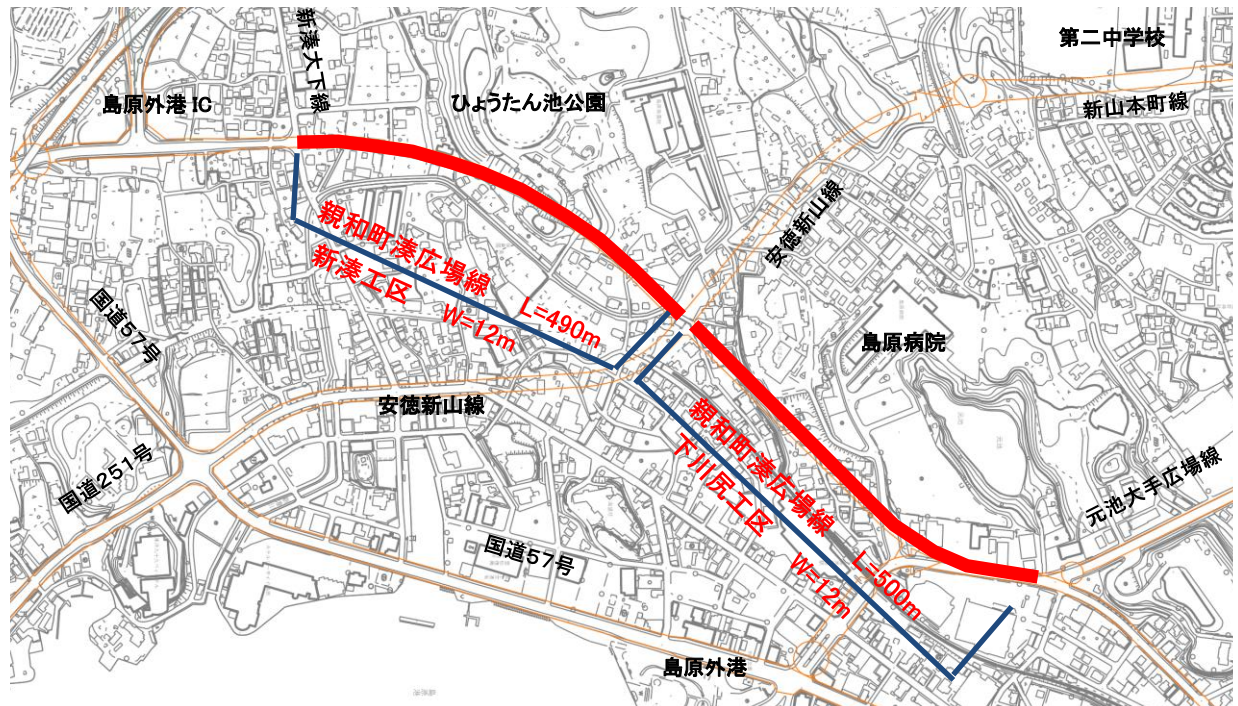 第二中学校
新湊大下線
島原外港 IC
ひょうたん池公園
新山本町線
安徳新山線
親和町湊広場線
新湊工区
W=12m
L=490m
国道57号
島原病院
安徳新山線
親和町湊広場線
下川尻工区
W=12m
L=500m
国道251号
元池大手広場線
国道57号
島原外港